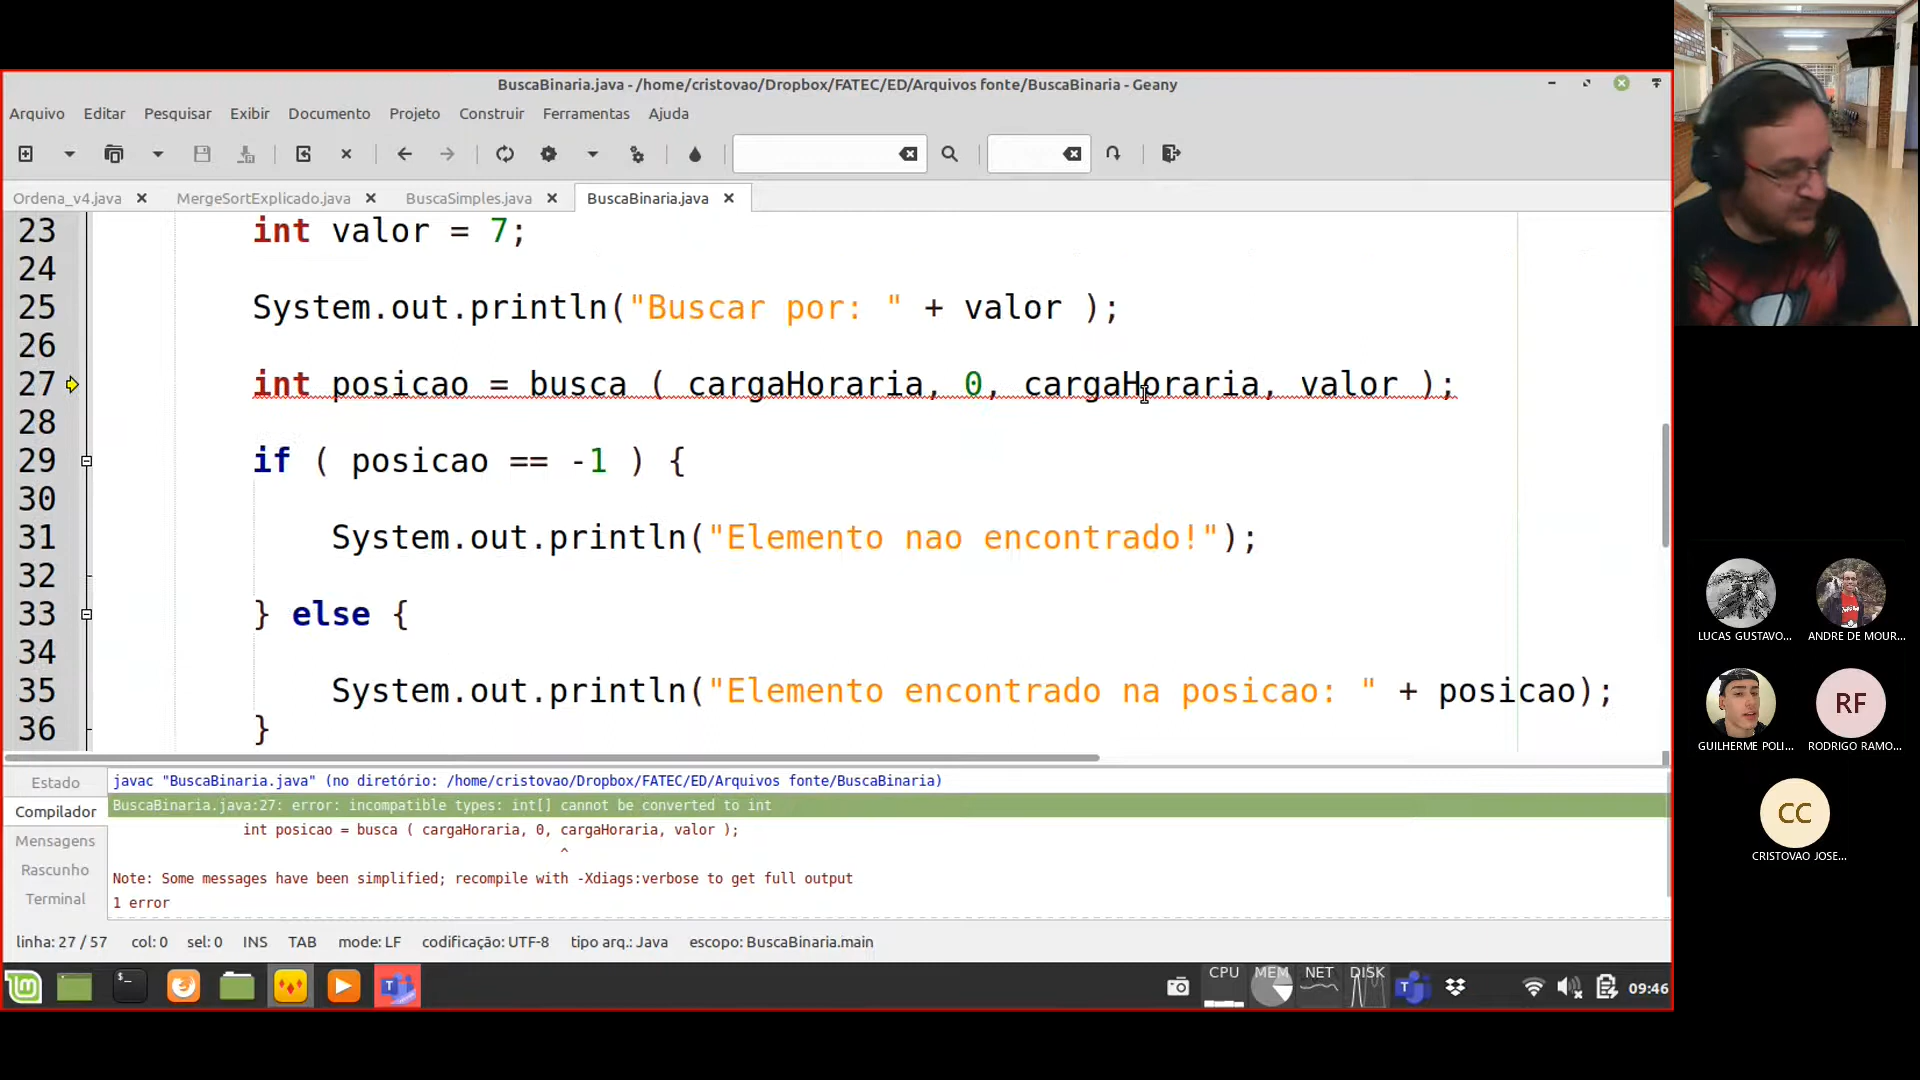 BuscaBinaria.java - /home/cristovao/Dropbox/FATEC/ED/Arquivos fonte/BuscaBinaria - Geany
Arquivo Editar Pesquisar Exibir Documento Projeto Construir Ferramentas Ajuda
Ordena_v4.java MergeSortExplicado.java BuscaSimples.java BuscaBinaria.java
23 int valor = 7;
24
25 System.out.println("Buscar por: " + valor );
26
27 int posicao = busca ( cargaHoraria, 0, cargaHoraria, valor );
28
29 if ( posicao == -1 ) {
30
31 System.out.println("Elemento nao encontrado!");
32
33 } else {
34
35 System.out.println("Elemento encontrado na posicao: " + posicao);
36 }
Estado
Compilador
Mensagens
Rascunho
Terminal
javac "BuscaBinaria.java" (no diretório: /home/cristovao/Dropbox/FATEC/ED/Arquivos fonte/BuscaBinaria)
BuscaBinaria.java:27: error: incompatible types: int[] cannot be converted to int
int posicao = busca ( cargaHoraria, 0, cargaHoraria, valor );
^
Note: Some messages have been simplified; recompile with -Xdiags:verbose to get full output
1 error
linha: 27 / 57 col: 0 sel: 0 INS TAB mode: LF codificação: UTF-8 tipo arq.: Java escopo: BuscaBinaria.main
CPU MEM NET DISK 09:46
LUCAS GUSTAVO... ANDRE DE MOUR...
RF
GUILHERME POLI... RODRIGO RAMO...
CC
CRISTOVAO JOSE...